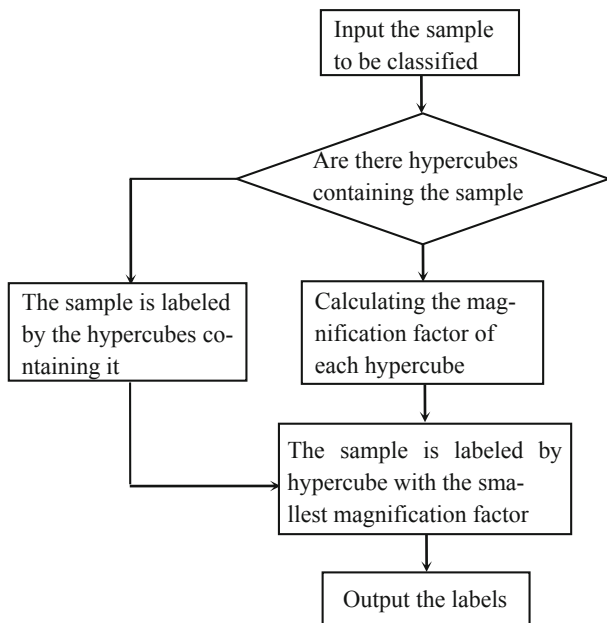 Input the sample
to be classified
Are there hypercubes
containing the sample
The sample is labeled
by the hypercubes co-
ntaining it
Calculating the mag-
nification factor of
each hypercube
The sample is labeled by
hypercube with the sma-
llest magnification factor
Output the labels